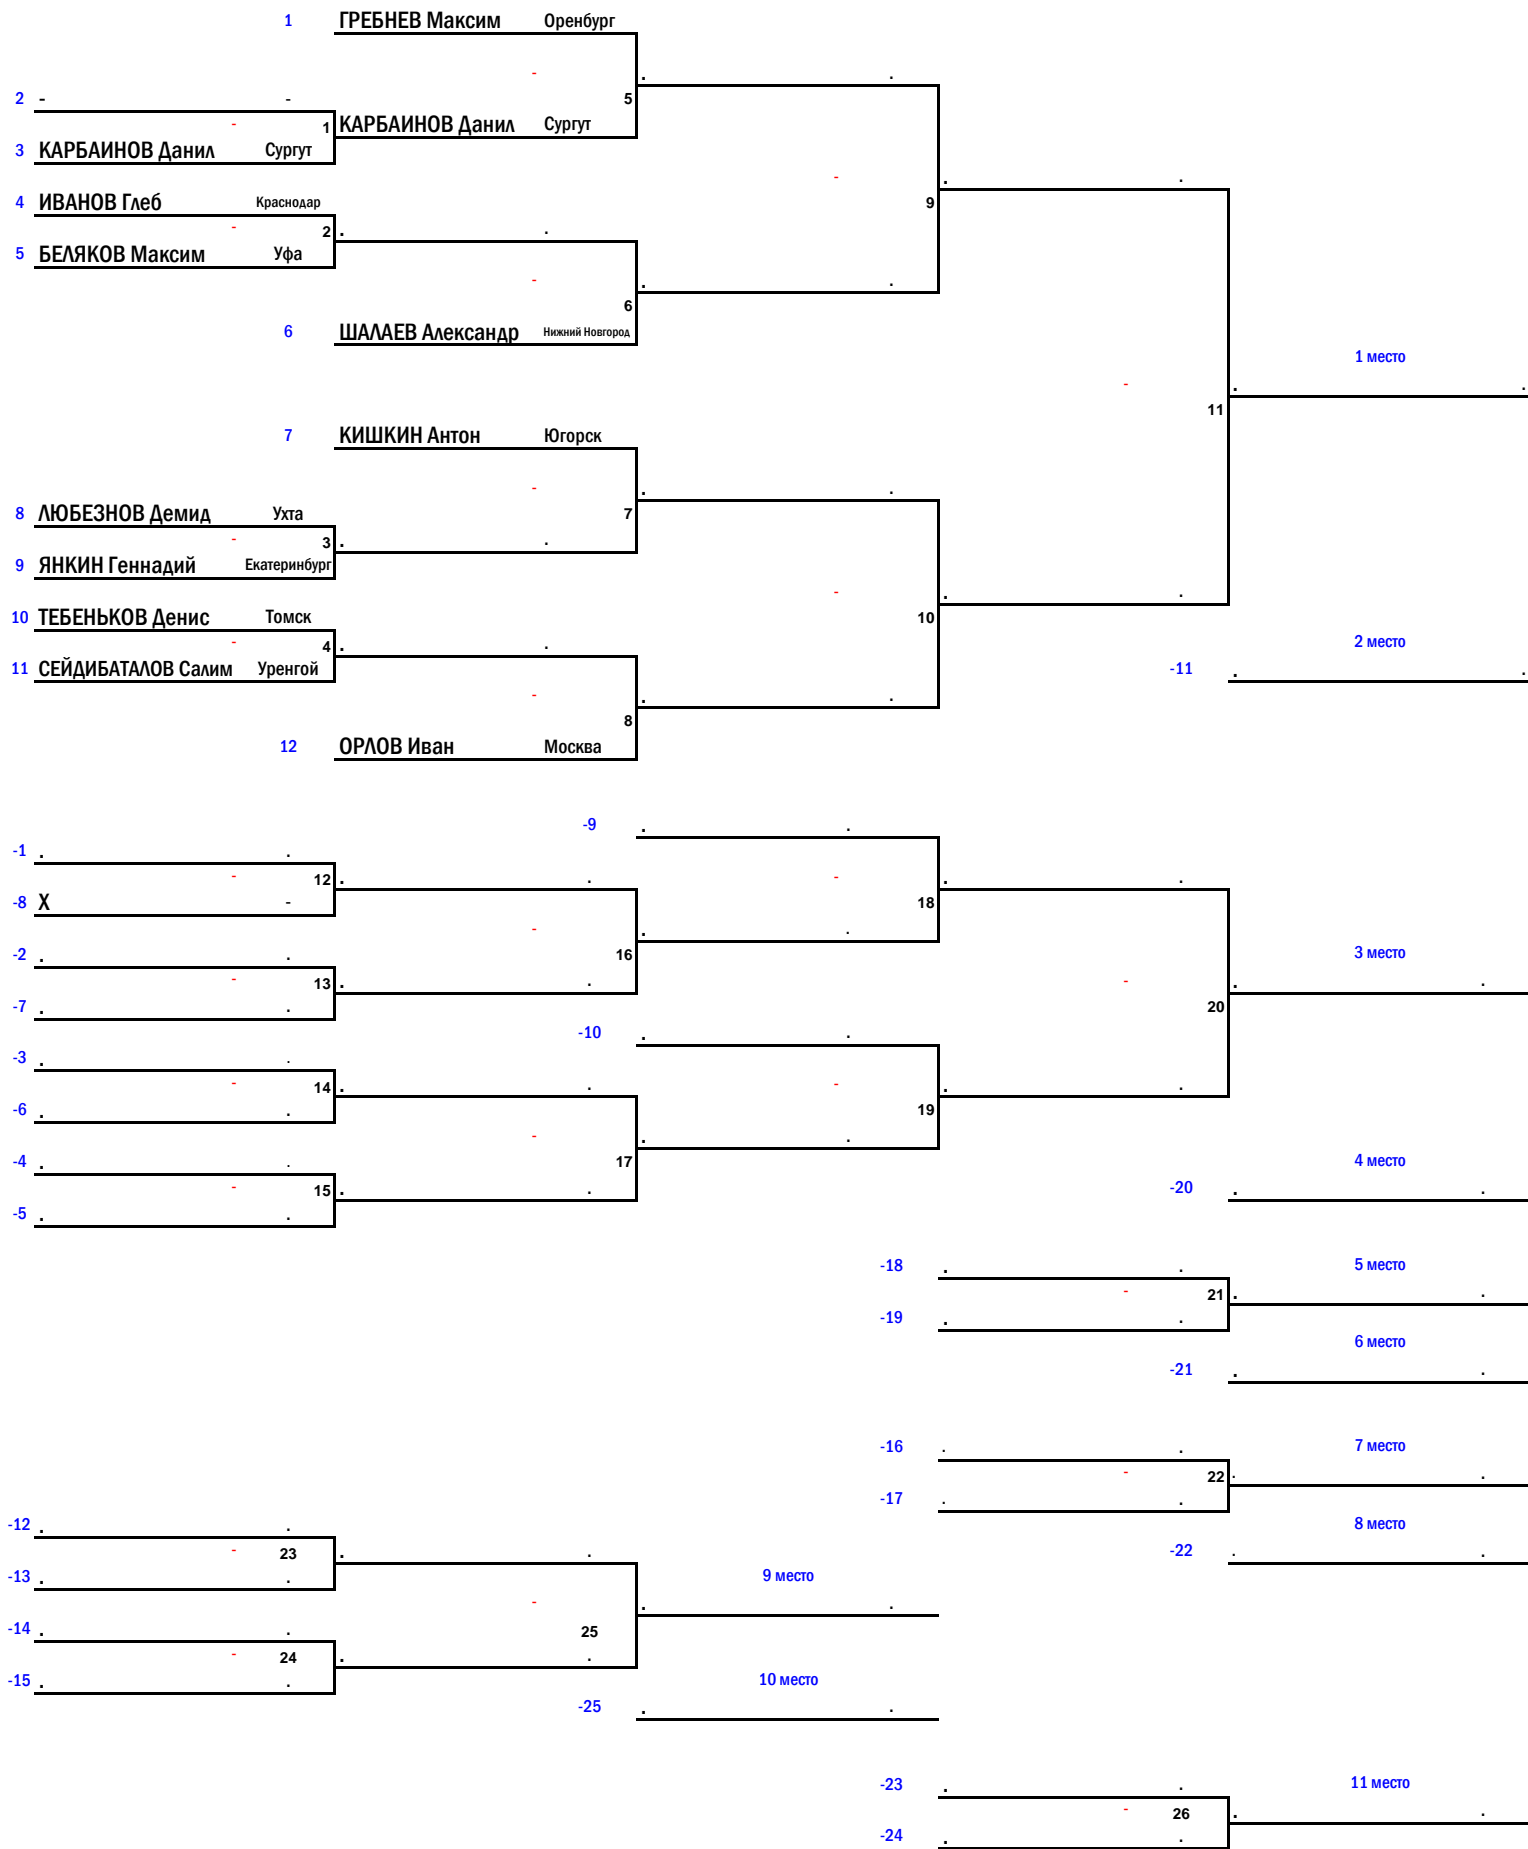 1 ГРЕБНЕВ Максим Оренбург
- . .
2 - - 5
- 1 КАРБАИНОВ Данил Сургут
3 КАРБАИНОВ Данил Сургут
- . .
4 ИВАНОВ Глеб Краснодар 9
- 2 . .
5 БЕЛЯКОВ Максим Уфа
- . .
6
6 ШАЛАЕВ Александр Нижний Новгород
1 место
- . .
11
7 КИШКИН Антон Югорск
- . .
8 ЛЮБЕЗНОВ Демид Ухта 7
- 3 . .
9 ЯНКИН Геннадий Екатеринбург
- . .
10 ТЕБЕНЬКОВ Денис Томск 10
- 4 . . 2 место
11 СЕЙДИБАТАЛОВ Салим Уренгой -11 . .
- . .
8
12 ОРЛОВ Иван Москва
-9 . .
-1 . .
- 12 . . - . .
-8 X - 18
- . .
-2 . . 16 3 место
- 13 . . - . .
-7 . . 20
-10 . .
-3 . .
- 14 . . - . .
-6 . . 19
- . .
-4 . . 17 4 место
- 15 . . -20 . .
-5 . .
-18 . . 5 место
- 21 . .
-19 . .
6 место
-21 . .
-16 . . 7 место
- 22 . .
-17 . .
-12 . . 8 место
- 23 . . -22 . .
-13 . . 9 место
- . .
-14 . . 25
- 24 . .
-15 . . 10 место
-25 . .
-23 . . 11 место
- 26 . .
-24 . .